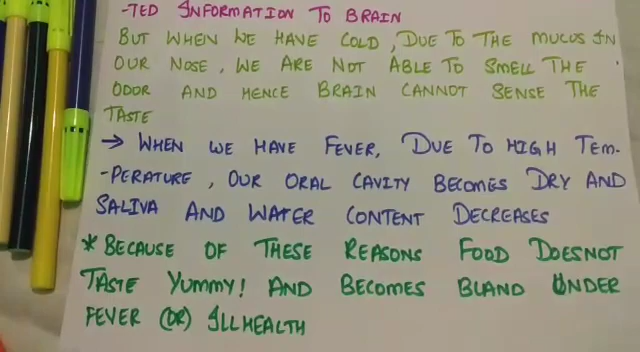 -TED INFORMATION TO BRAIN
BUT WHEN WE HAVE COLD, DUE TO THE MUCUS IN
OUR NOSE, WE ARE NOT ABLE TO SMELL THE
ODOR AND HENCE BRAIN CANNOT SENSE THE
TASTE
→ WHEN WE HAVE FEVER, DUE TO HIGH TEM-
-PERATURE, OUR ORAL CAVITY BECOMES DRY AND
SALIVA AND WATER CONTENT DECREASES
*BECAUSE OF THESE REASONS FOOD DOESNOT
TASTE YUMMY! AND BECOMES BLAND UNDER
FEVER (OR) ILLHEALTH